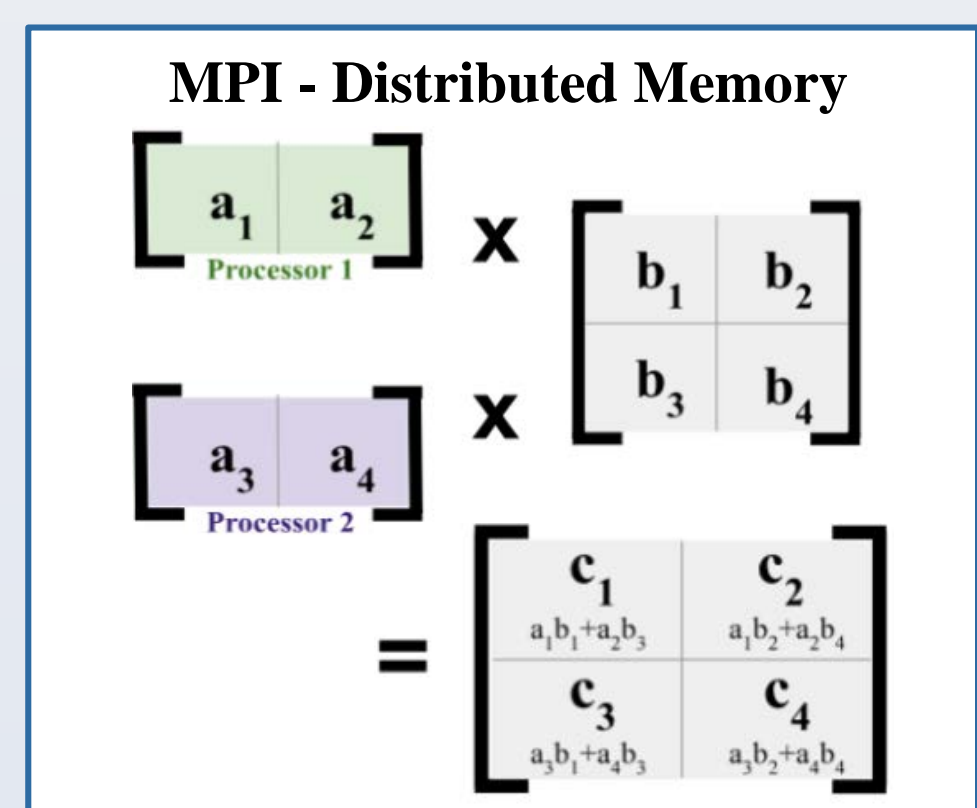 MPI - Distributed Memory
a₁ a₂
Processor 1
x
b₁ b₂
b₃ b₄
a₃ a₄
Processor 2
x
=
c₁ c₂
a₁b₁+a₂b₃ a₁b₂+a₂b₄
c₃ c₄
a₃b₁+a₄b₃ a₃b₂+a₄b₄